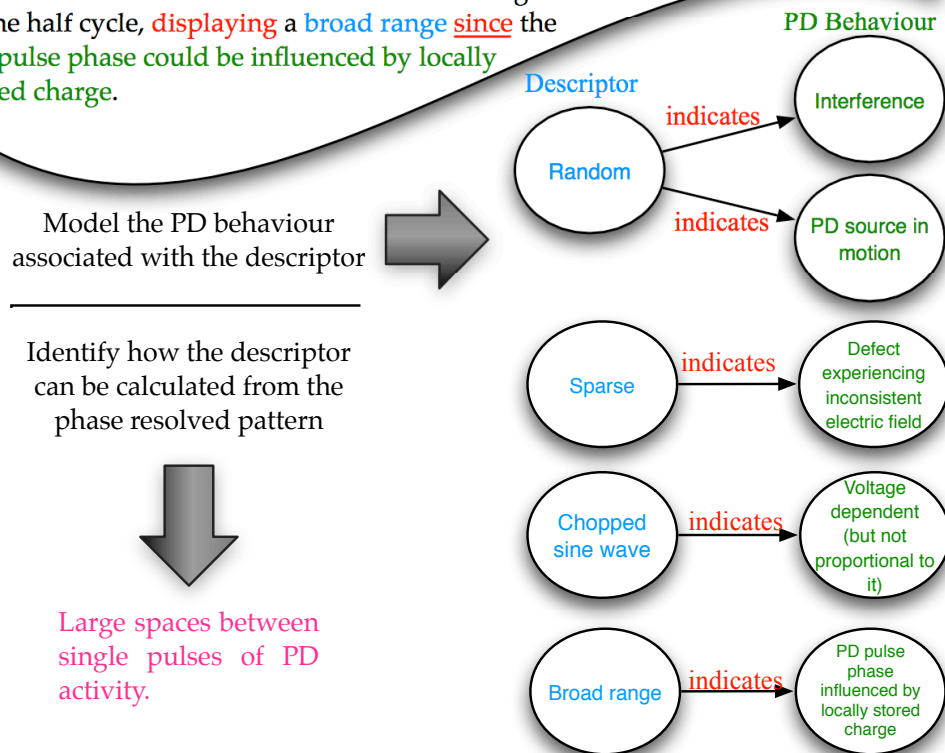 he half cycle, displaying a broad range since the
pulse phase could be influenced by locally
ed charge.
PD Behaviour
Descriptor
Random
indicates
Interference
indicates
PD source in
motion
Model the PD behaviour
associated with the descriptor
Identify how the descriptor
can be calculated from the
phase resolved pattern
Large spaces between
single pulses of PD
activity.
Sparse
indicates
Defect
experiencing
inconsistent
electric field
Chopped
sine wave
indicates
Voltage
dependent
(but not
proportional to
it)
Broad range
indicates
PD pulse
phase
influenced by
locally stored
charge